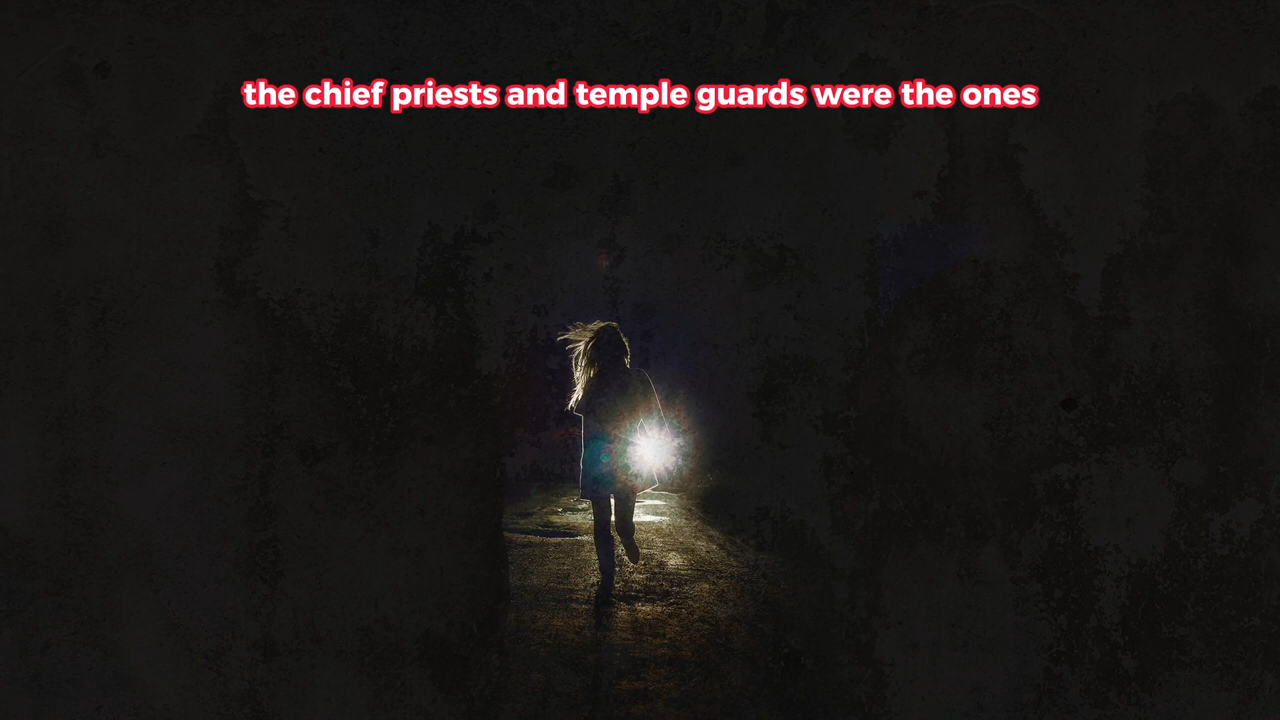 the chief priests and temple guards were the ones